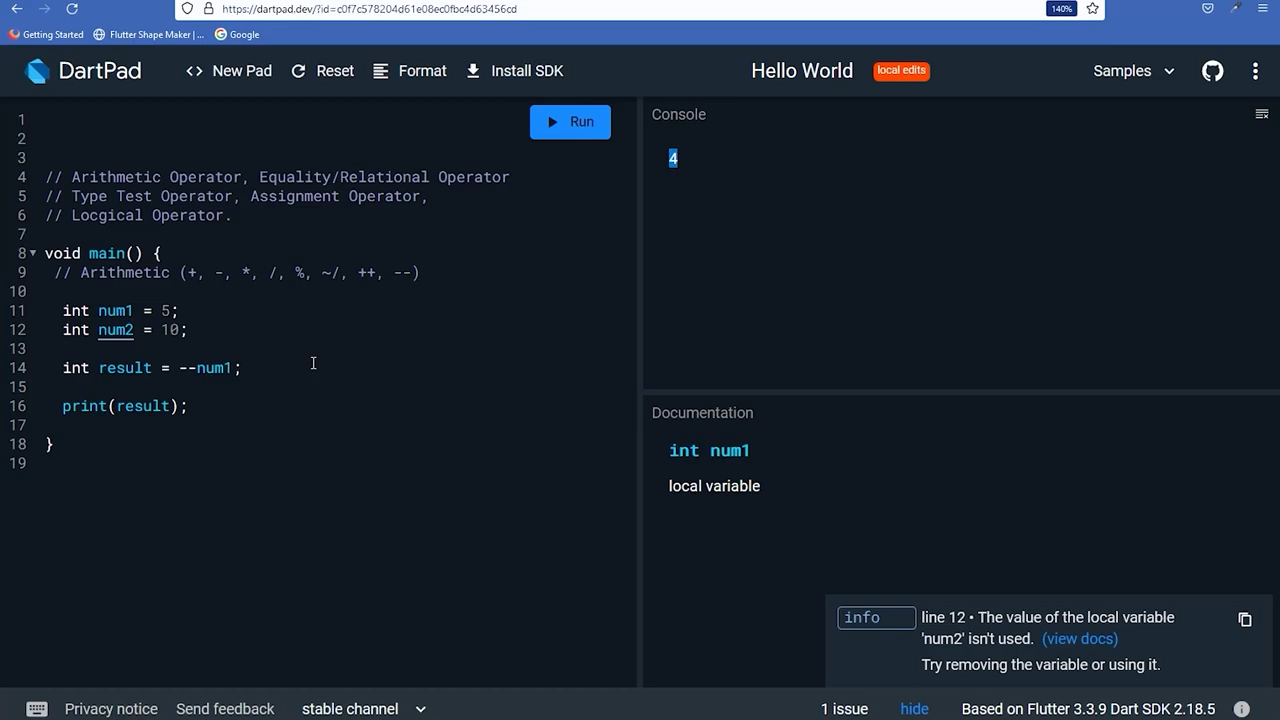 https://dartpad.dev/?id=c0f7c578204d61e08ec0fbc4d63456cd
140%
Getting Started
Flutter Shape Maker | ...
Google
DartPad
<> New Pad
Reset
Format
Install SDK
Hello World
local edits
Samples
Run
1
2
3
4 // Arithmetic Operator, Equality/Relational Operator
5 // Type Test Operator, Assignment Operator,
6 // Locgical Operator.
7
8 void main() {
9 // Arithmetic (+, -, *, /, %, ~/, ++, --)
10
11 int num1 = 5;
12 int num2 = 10;
13
14 int result = --num1;
15
16 print(result);
17
18 }
19
Console
4
Documentation
int num1
local variable
info
line 12 • The value of the local variable
'num2' isn't used. (view docs)
Try removing the variable or using it.
Privacy notice
Send feedback
stable channel
1 issue
hide
Based on Flutter 3.3.9 Dart SDK 2.18.5